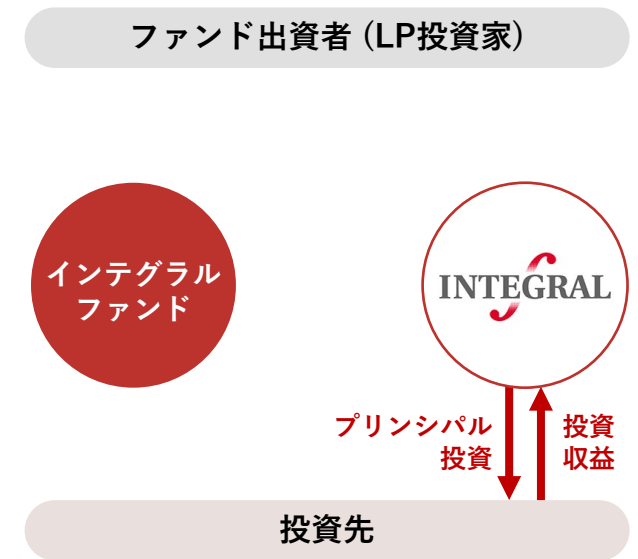 ファンド出資者 (LP投資家)
インテグラル
ファンド
INTEGRAL
プリンシパル
投資
投資
収益
投資先